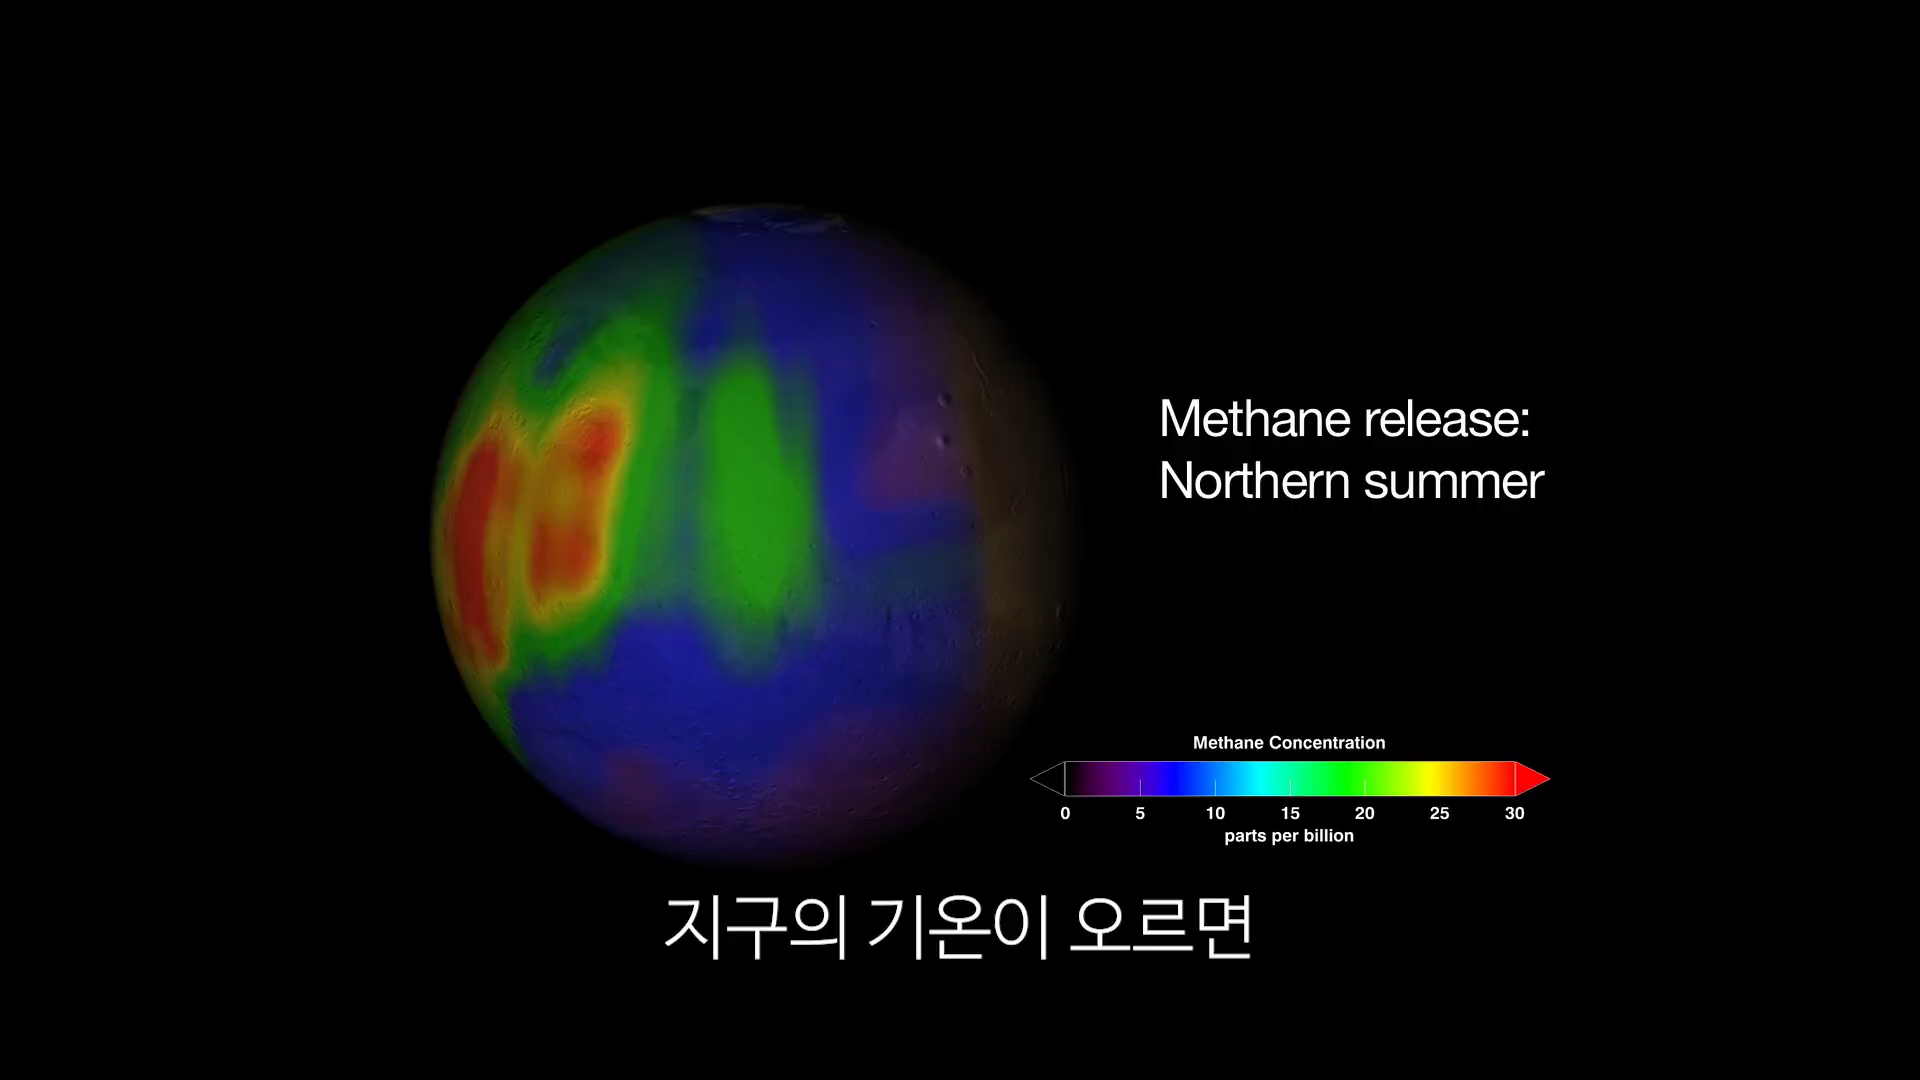 Methane release:
Northern summer
Methane Concentration
0 5 10 15 20 25 30
parts per billion
지구의 기온이 오르면